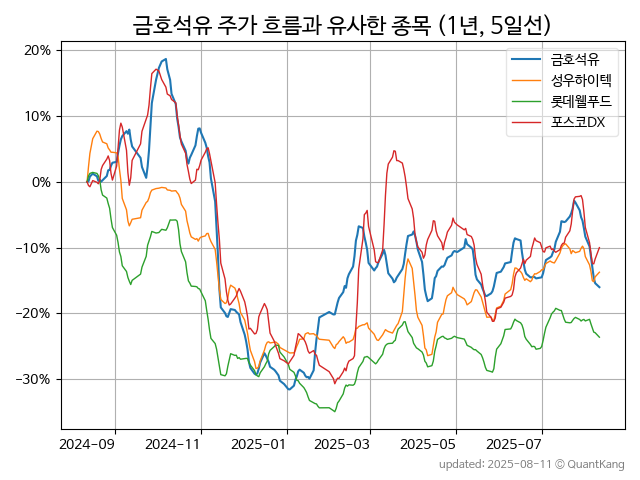 금호석유 주가 흐름과 유사한 종목 (1년, 5일선)
금호석유
성우하이텍
롯데웰푸드
포스코DX
20%
10%
0%
−10%
−20%
−30%
2024−09
2024−11
2025−01
2025−03
2025−05
2025−07
updated: 2025-08-11 © QuantKang